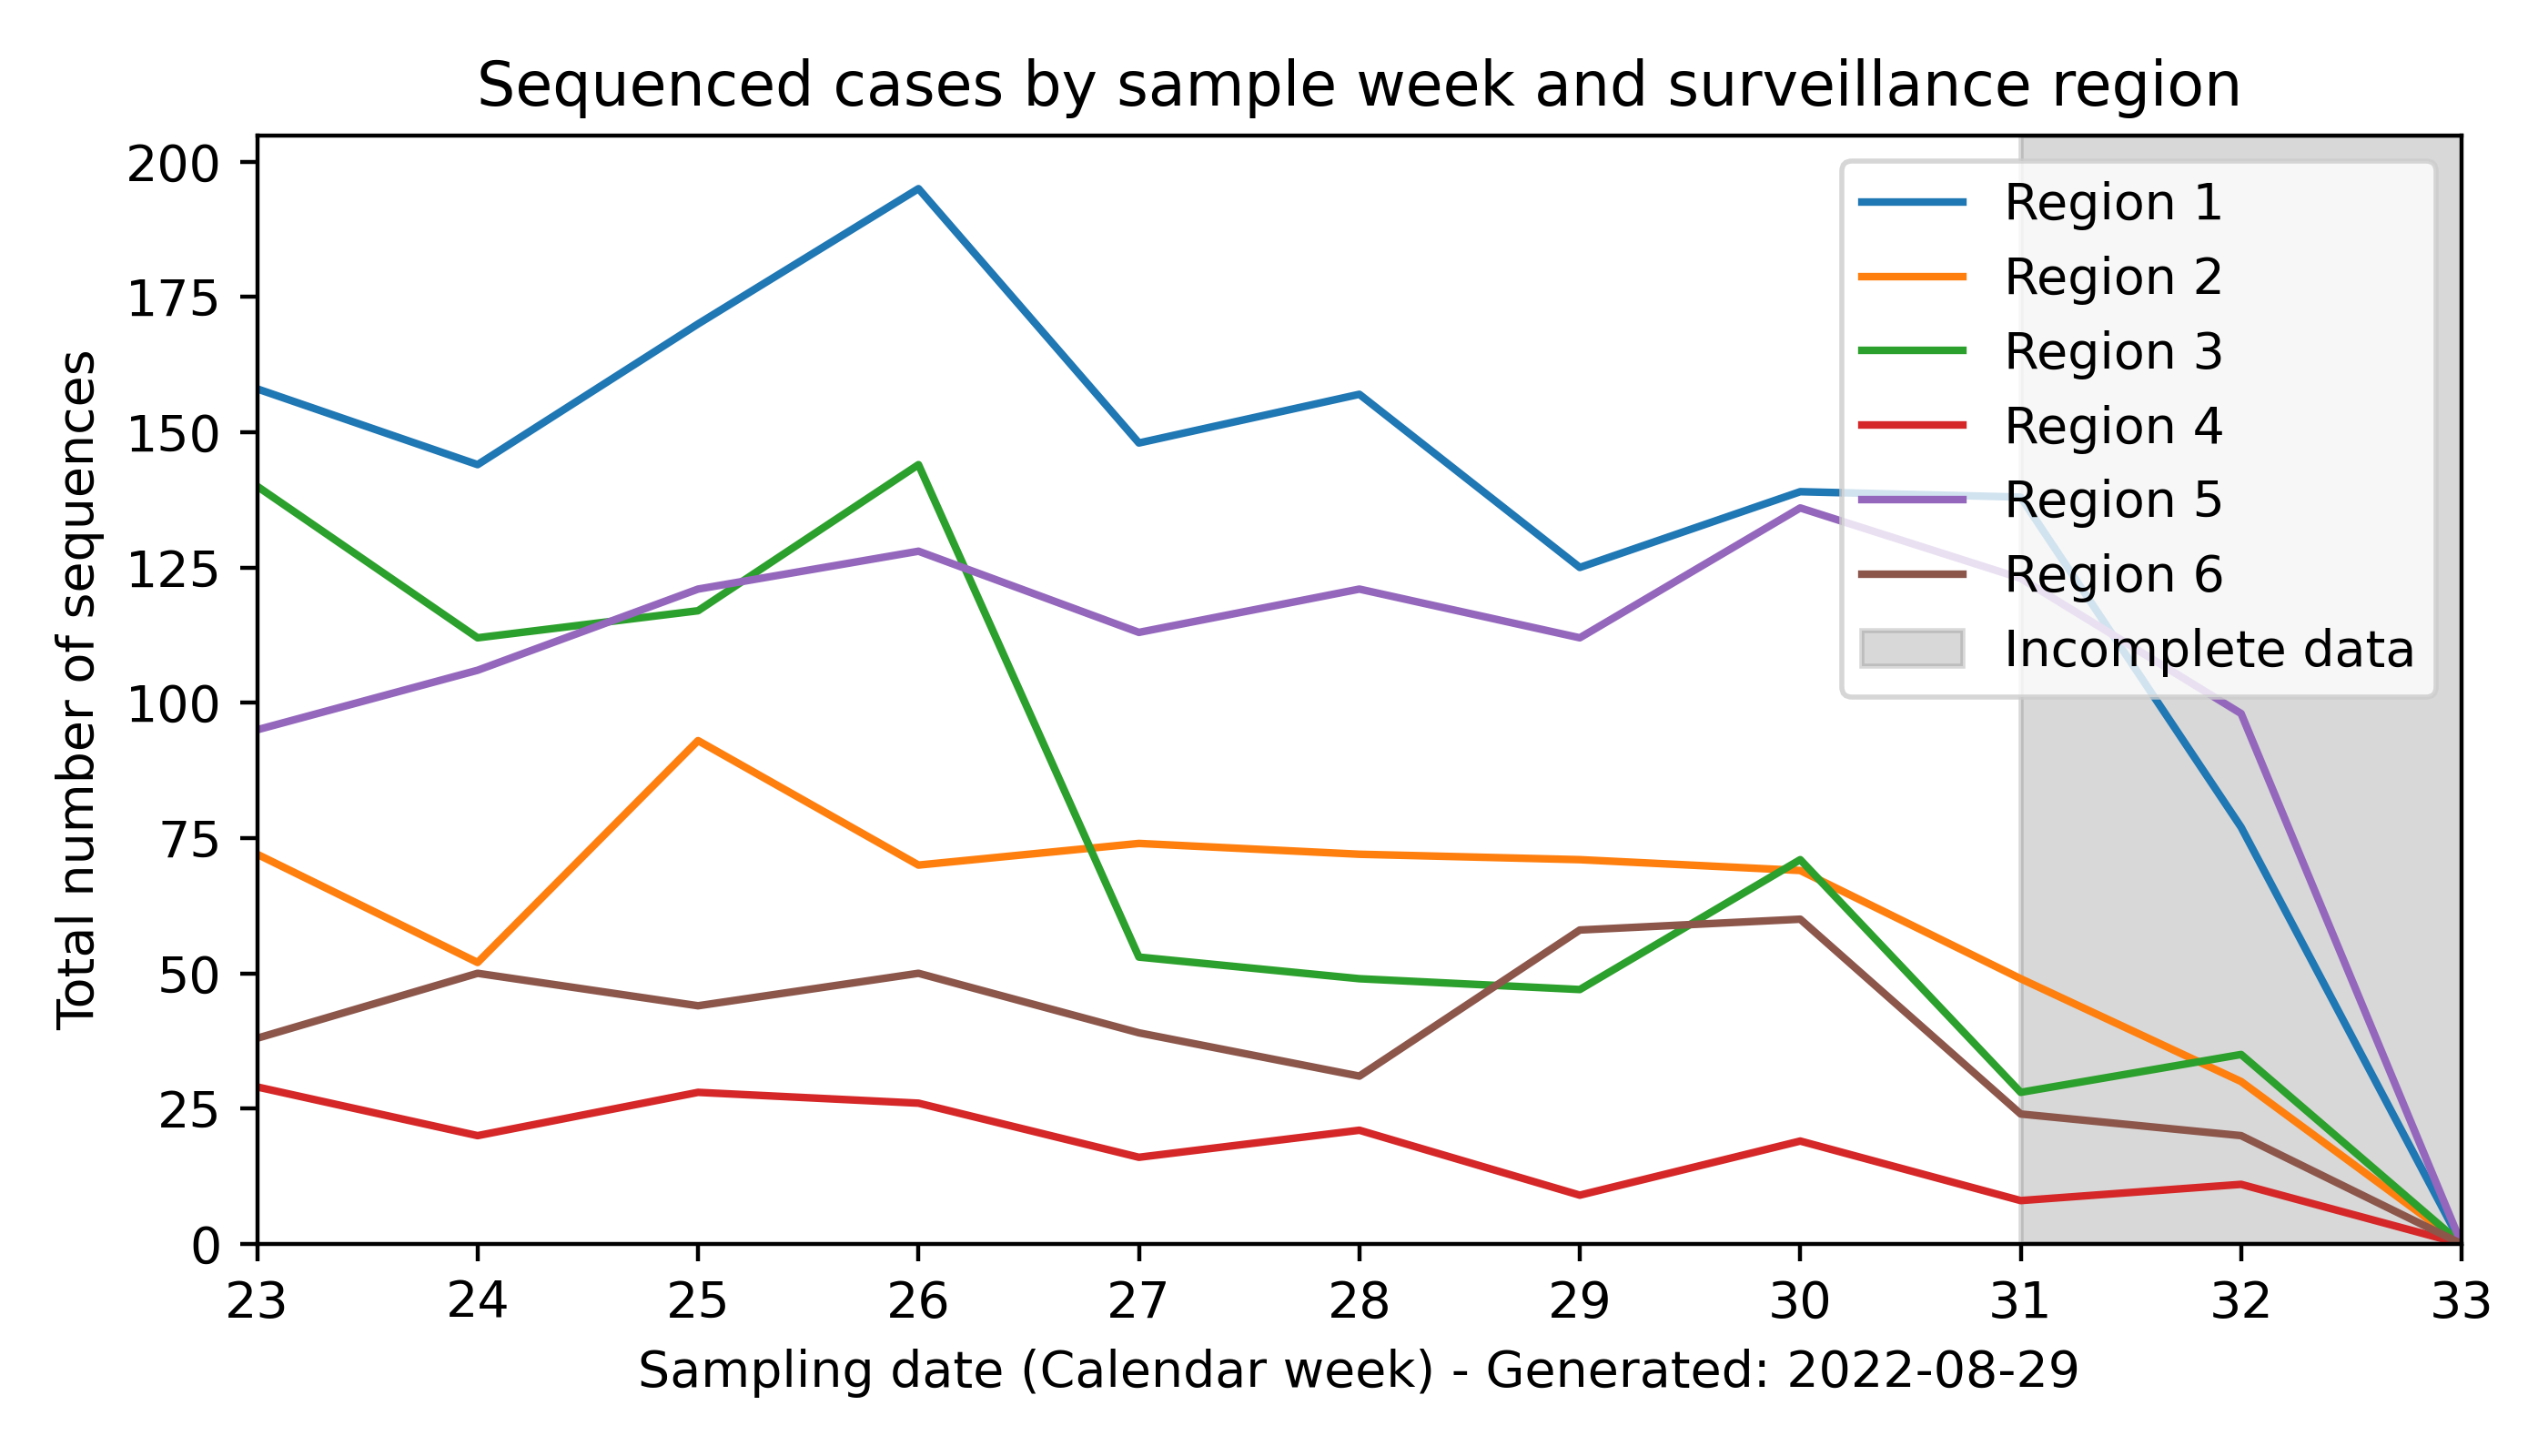 Sequenced cases by sample week and surveillance region
Total number of sequences
200
175
150
125
100
75
50
25
0
Region 1
Region 2
Region 3
Region 4
Region 5
Region 6
Incomplete data
23 24 25 26 27 28 29 30 31 32 33
Sampling date (Calendar week) - Generated: 2022-08-29